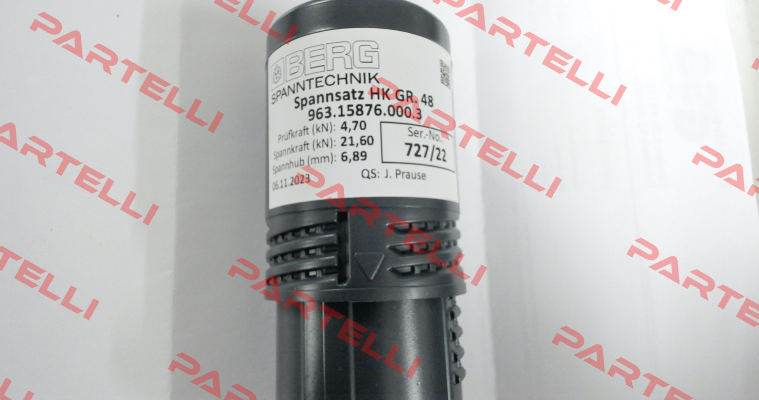 BERG
SPANNTECHNIK
Spannsatz HK GR. 48
963.15876.000.3
Prüfkraft (kN): 4,70
Spannkraft (kN): 21,60
Spannhub (mm): 6,89
Ser.-No.:
727/22
06.11.2023
QS: J. Prause
PARTELLI
PARTELLI
PARTELLI
PARTELLI
PARTELLI
PARTELLI
PARTELLI
PARTELLI
PARTELLI
PARTELLI